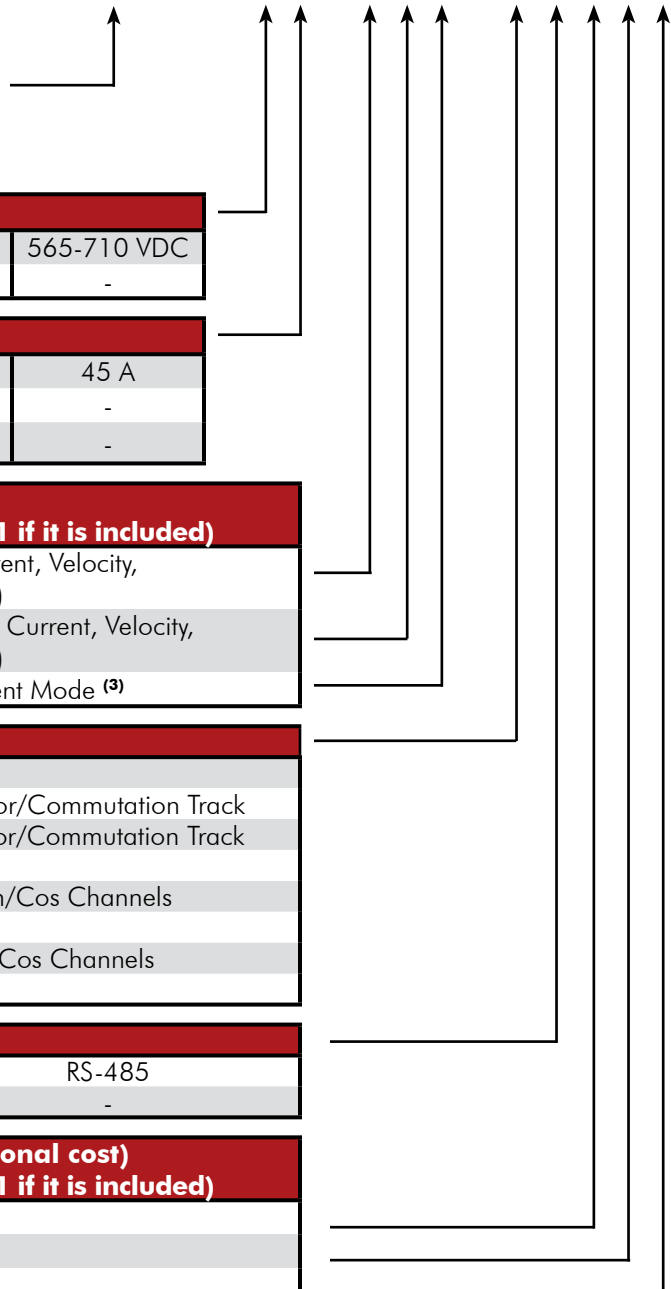 565-710 VDC
-
45 A
-
-
1 if it is included)
ent, Velocity,
)
Current, Velocity,
)
ent Mode (3)
or/Commutation Track
or/Commutation Track
n/Cos Channels
Cos Channels
RS-485
-
onal cost)
1 if it is included)